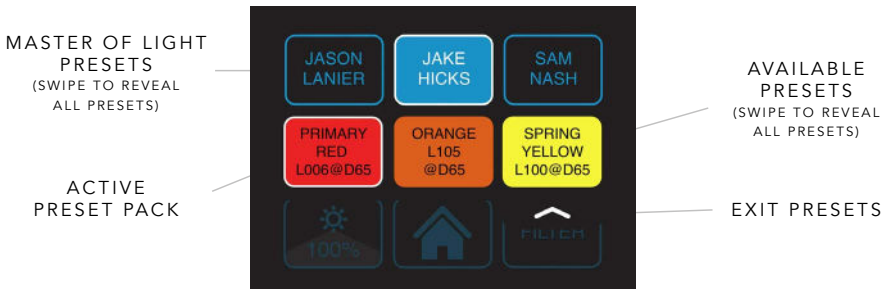 MASTER OF LIGHT
PRESETS
(SWIPE TO REVEAL
ALL PRESETS)
ACTIVE
PRESET PACK
JASON
LANIER
JAKE
HICKS
SAM
NASH
PRIMARY
RED
L006@D65
ORANGE
L105
@D65
SPRING
YELLOW
L100@D65
100%
FILTER
AVAILABLE
PRESETS
(SWIPE TO REVEAL
ALL PRESETS)
EXIT PRESETS